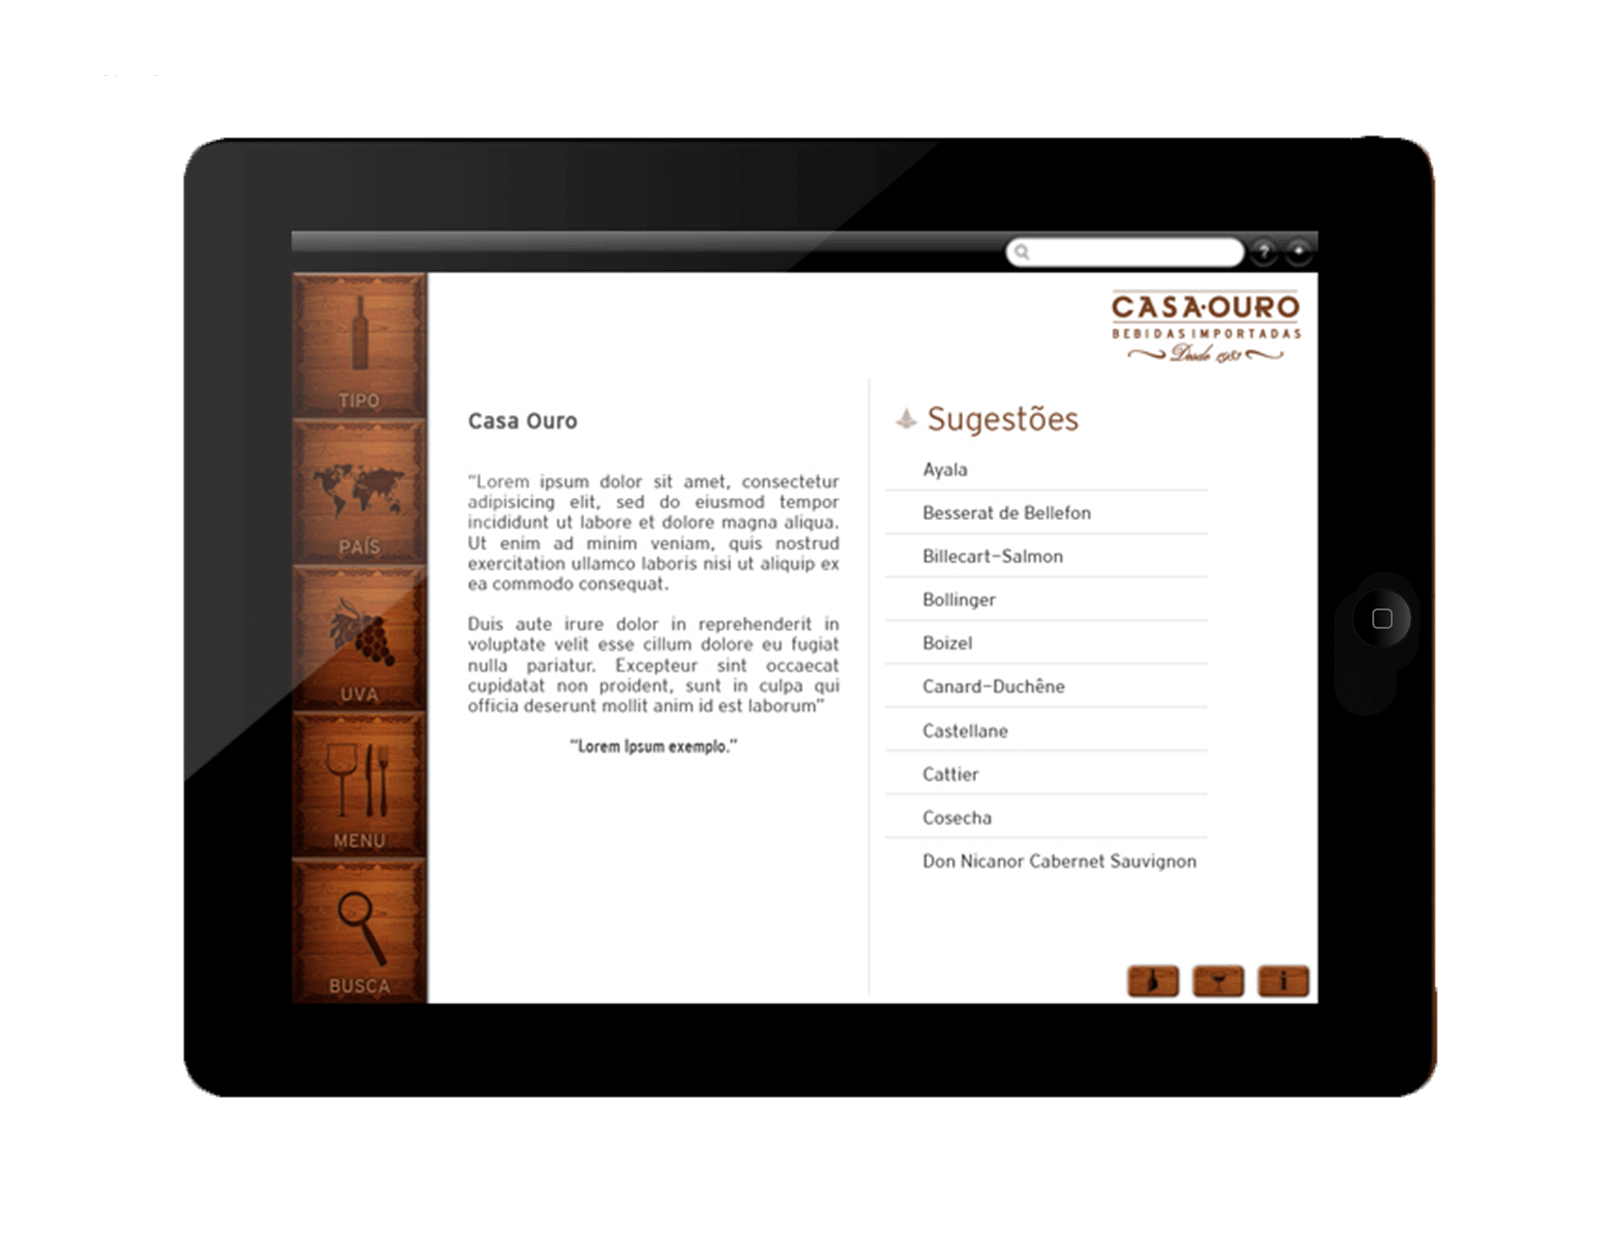 ?
CASA·OURO
BEBIDAS IMPORTADAS
Desde 1981
TIPO
PAÍS
UVA
MENU
BUSCA
Casa Ouro
“Lorem ipsum dolor sit amet, consectetur
adipisicing elit, sed do eiusmod tempor
incididunt ut labore et dolore magna aliqua.
Ut enim ad minim veniam, quis nostrud
exercitation ullamco laboris nisi ut aliquip ex
ea commodo consequat.
Duis aute irure dolor in reprehenderit in
voluptate velit esse cillum dolore eu fugiat
nulla pariatur. Excepteur sint occaecat
cupidatat non proident, sunt in culpa qui
officia deserunt mollit anim id est laborum”
“Lorem Ipsum exemplo.”
Sugestões
Ayala
Besserat de Bellefon
Billecart-Salmon
Bollinger
Boizel
Canard-Duchêne
Castellane
Cattier
Cosecha
Don Nicanor Cabernet Sauvignon
i